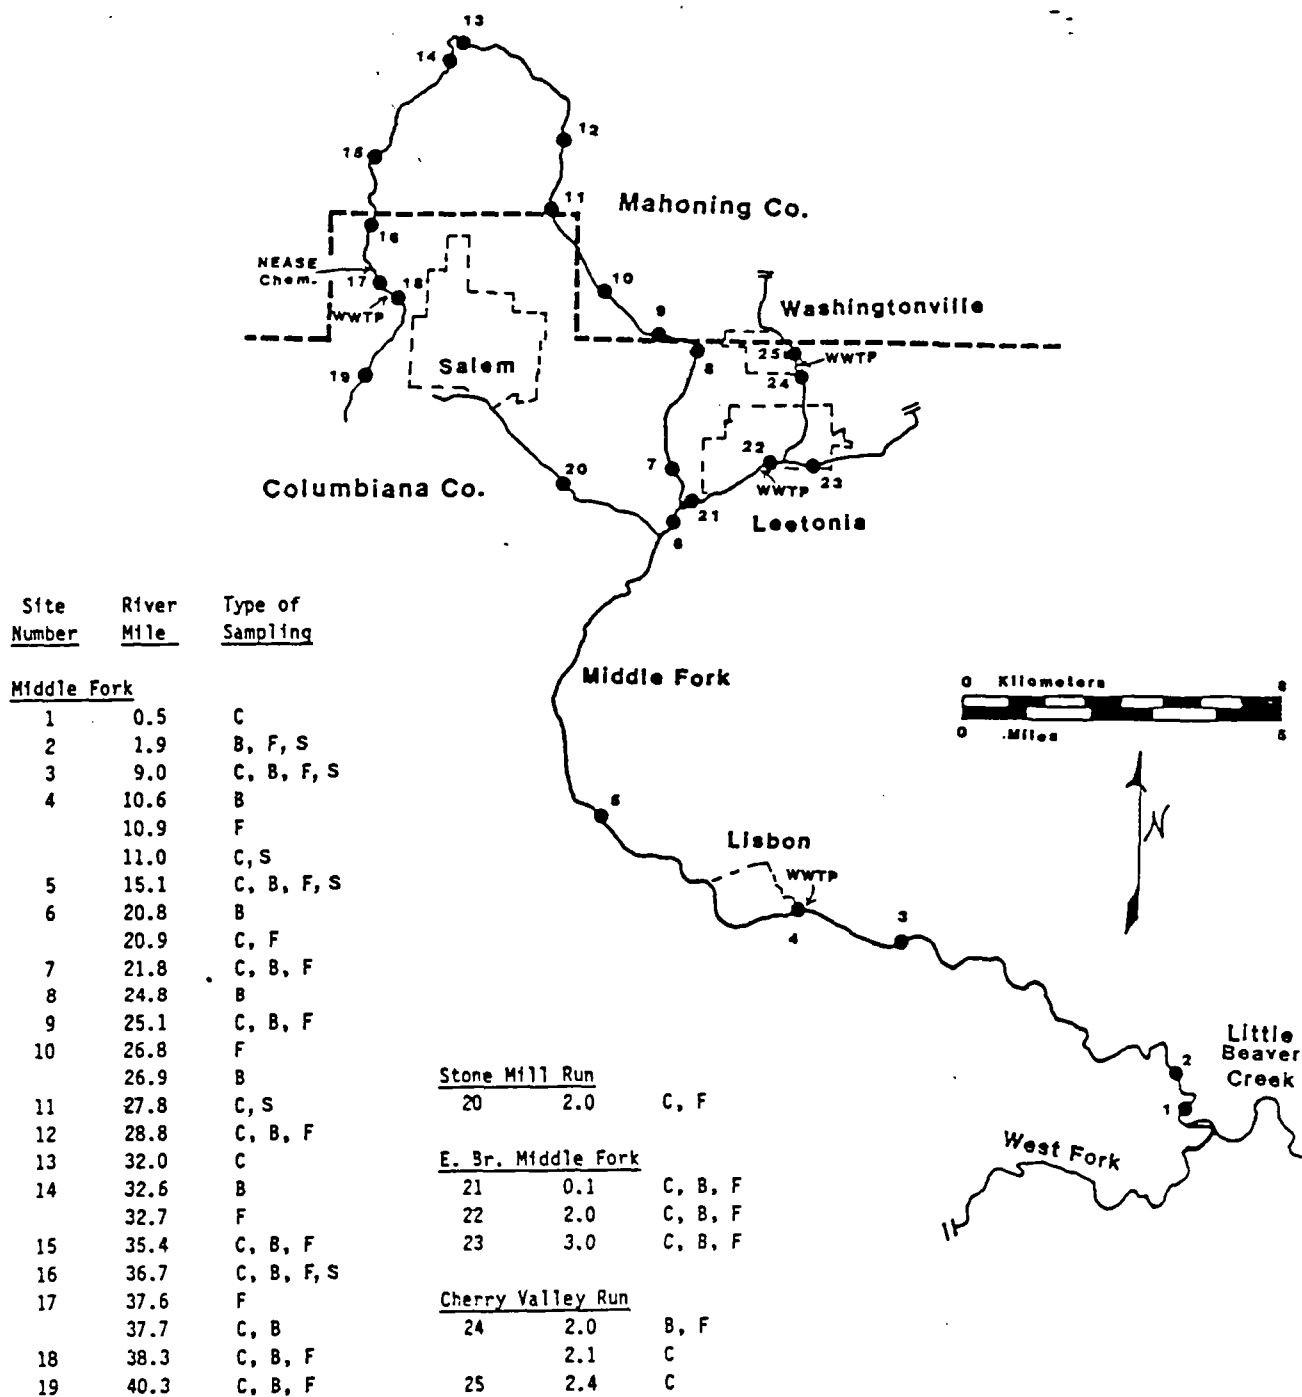 13
14
12
15
11
Mahoning Co.
16
NEASE
Chem.
17
18
WWTP
10
Washingtonville
9
8
25
WWTP
24
19
Salem
22
7
20
WWTP
23
Columbiana Co.
21
Leetonia
6
Site River Type of
Number Mile Sampling
Middle Fork
1 0.5 C
2 1.9 B, F, S
3 9.0 C, B, F, S
4 10.6 B
10.9 F
11.0 C, S
5 15.1 C, B, F, S
6 20.8 B
20.9 C, F
7 21.8 C, B, F
8 24.8 B
9 25.1 C, B, F
10 26.8 F
26.9 B
11 27.8 C, S
12 28.8 C, B, F
13 32.0 C
14 32.6 B
32.7 F
15 35.4 C, B, F
16 36.7 C, B, F, S
17 37.6 F
37.7 C, B
18 38.3 C, B, F
19 40.3 C, B, F
Stone Mill Run
20 2.0 C, F
E. Br. Middle Fork
21 0.1 C, B, F
22 2.0 C, B, F
23 3.0 C, B, F
Cherry Valley Run
24 2.0 B, F
2.1 C
25 2.4 C
Middle Fork
0 Kilometers 8
0 Miles 5
N
5
Lisbon
WWTP
4
3
2
1
Little
Beaver
Creek
West Fork